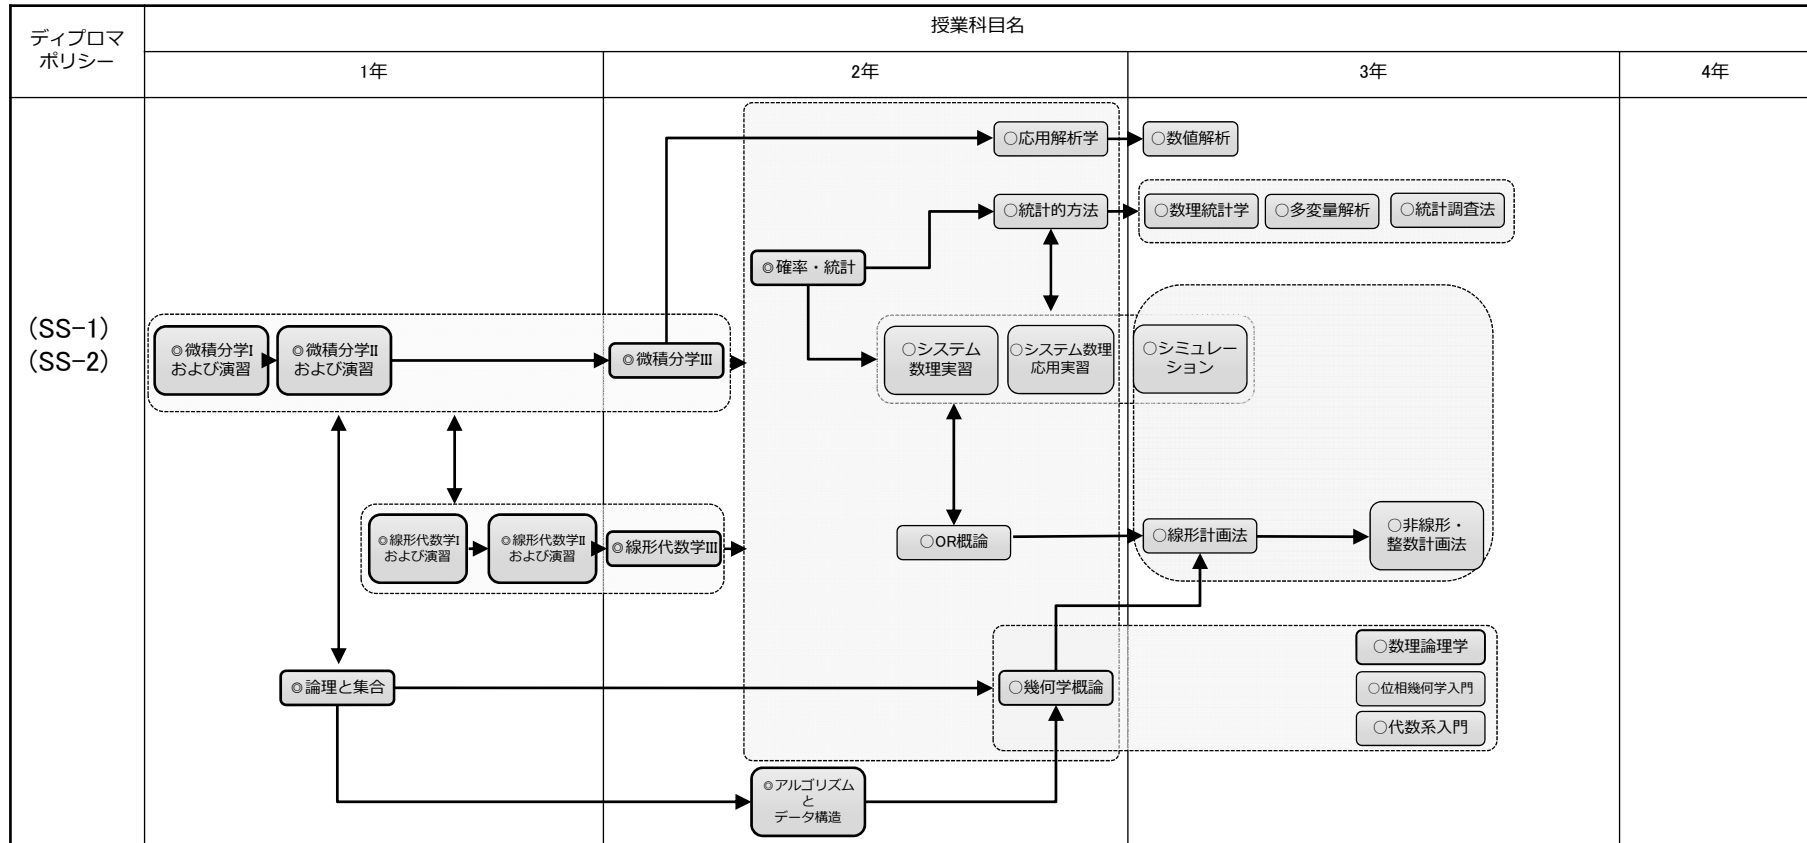 ディプロマ
ポリシー
授業科目名
1年
2年
3年
4年
(SS-1)
(SS-2)
○応用解析学
○数値解析
○統計的方法
○数理統計学
○多変量解析
○統計調査法
◎確率・統計
◎微積分学I
および演習
◎微積分学II
および演習
◎微積分学III
○システム
数理実習
○システム数理
応用実習
○シミュレー
ション
◎線形代数学I
および演習
◎線形代数学II
および演習
◎線形代数学III
○OR概論
○線形計画法
○非線形・
整数計画法
◎論理と集合
○幾何学概論
○数理論理学
○位相幾何学入門
○代数系入門
◎アルゴリズム
と
データ構造